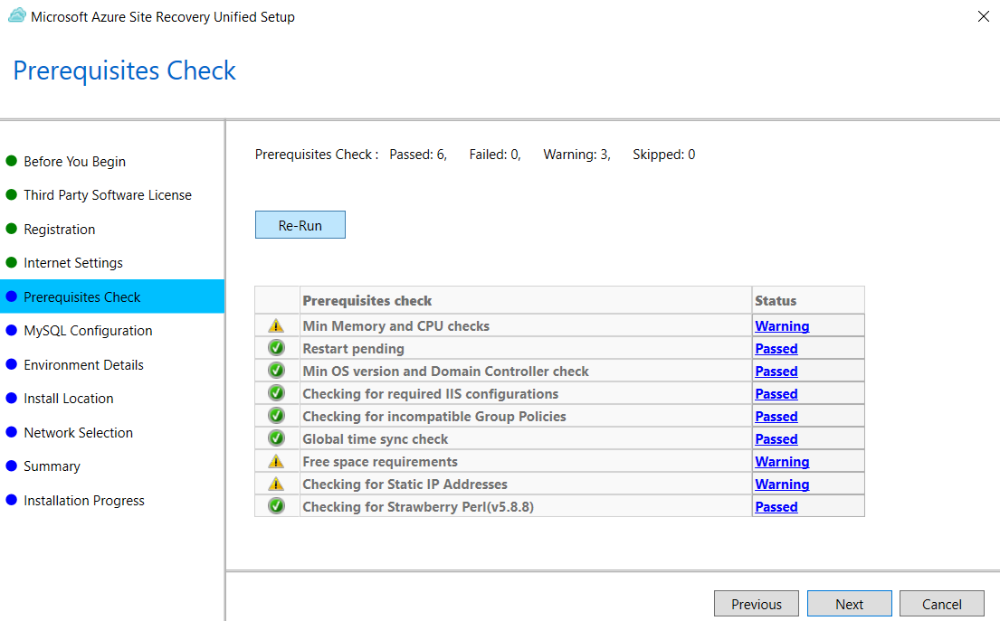 Microsoft Azure Site Recovery Unified Setup
Prerequisites Check
Before You Begin
Third Party Software License
Registration
Internet Settings
Prerequisites Check
MySQL Configuration
Environment Details
Install Location
Network Selection
Summary
Installation Progress
Prerequisites Check : Passed: 6, Failed: 0, Warning: 3, Skipped: 0
Re-Run
Prerequisites check Status
Min Memory and CPU checks Warning
Restart pending Passed
Min OS version and Domain Controller check Passed
Checking for required IIS configurations Passed
Checking for incompatible Group Policies Passed
Global time sync check Passed
Free space requirements Warning
Checking for Static IP Addresses Warning
Checking for Strawberry Perl(v5.8.8) Passed
Previous Next Cancel